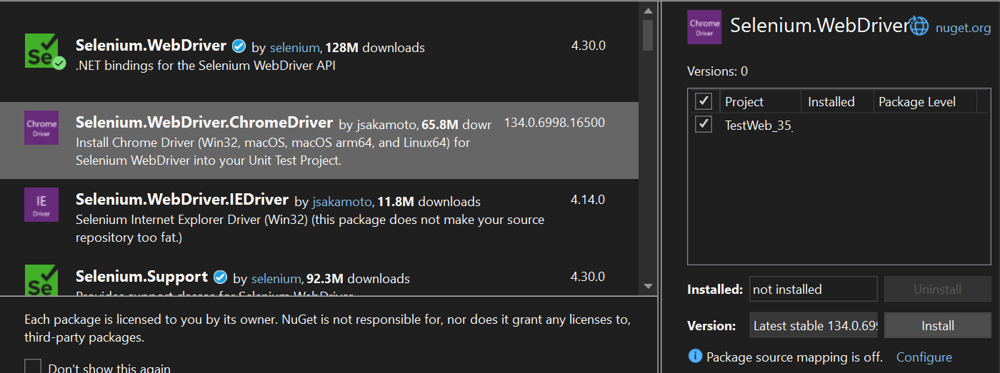 Selenium.WebDriver by selenium, 128M downloads 4.30.0
.NET bindings for the Selenium WebDriver API
Se
Selenium.WebDriver.ChromeDriver by jsakamoto, 65.8M dowr 134.0.6998.16500
Chrome
Driver
Install Chrome Driver (Win32, macOS, macOS arm64, and Linux64) for
Selenium WebDriver into your Unit Test Project.
Selenium.WebDriver.IEDriver by jsakamoto, 11.8M downloads 4.14.0
IE
Driver
Selenium Internet Explorer Driver (Win32) (this package does not make your source
repository too fat.)
Selenium.Support by selenium, 92.3M downloads 4.30.0
Se
Provides support classes for Selenium WebDriver
Each package is licensed to you by its owner. NuGet is not responsible for, nor does it grant any licenses to,
third-party packages.
Don't show this again
Chrome
Driver
Selenium.WebDriver nuget.org
Versions: 0
Project Installed Package Level
TestWeb_35
Installed: not installed Uninstall
Version: Latest stable 134.0.699 Install
Package source mapping is off. Configure